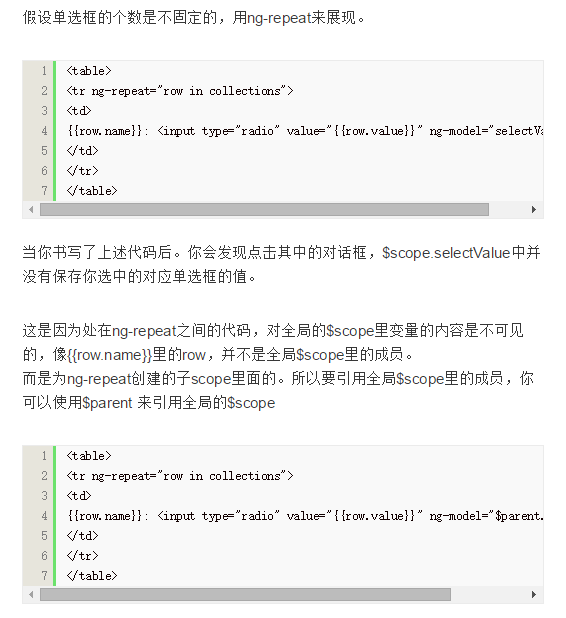 假设单选框的个数是不固定的，用ng-repeat来展现。
1 <table>
2 <tr ng-repeat="row in collections">
3 <td>
4 {{row.name}}: <input type="radio" value="{{row.value}}" ng-model="selectVa
5 </td>
6 </tr>
7 </table>
当你书写了上述代码后。你会发现点击其中的对话框，$scope.selectValue中并
没有保存你选中的对应单选框的值。
这是因为处在ng-repeat之间的代码，对全局的$scope里变量的内容是不可见
的，像{{row.name}}里的row，并不是全局$scope里的成员。
而是为ng-repeat创建的子scope里面的。所以要引用全局$scope里的成员，你
可以使用$parent 来引用全局的$scope
1 <table>
2 <tr ng-repeat="row in collections">
3 <td>
4 {{row.name}}: <input type="radio" value="{{row.value}}" ng-model="$parent.
5 </td>
6 </tr>
7 </table>